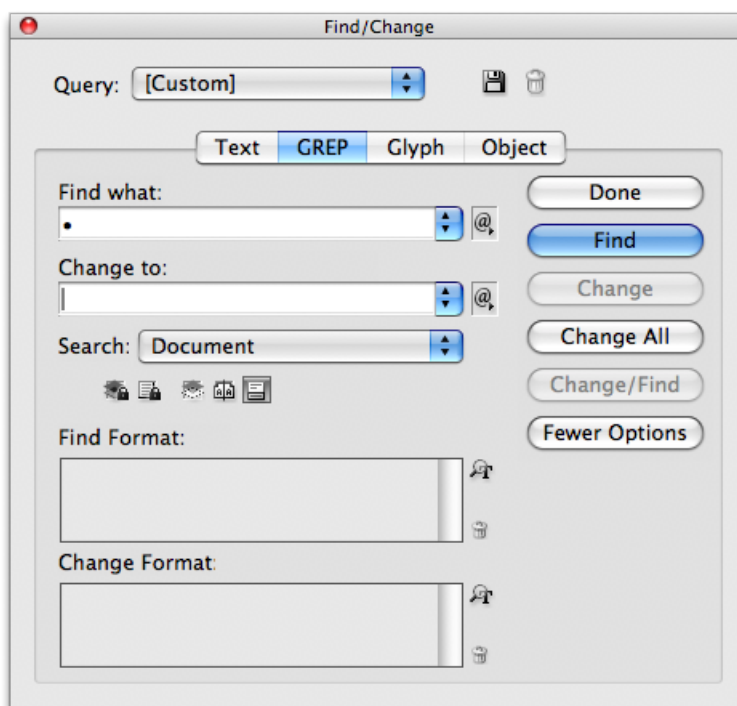 Find/Change
Query: [Custom]
Text GREP Glyph Object
Find what:
•
Done
Find
Change to:
Change
Search: Document
Change All
Change/Find
Find Format:
Fewer Options
Change Format: